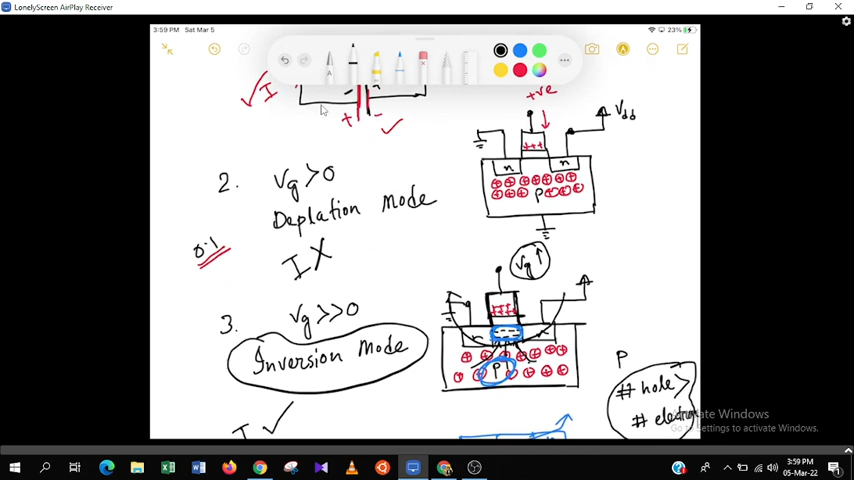 LonelyScreen AirPlay Receiver
3:59 PM Sat Mar 5
23%
A
I
+ -
+ve
Vdd
+++
n n
P
2. Vg>0
Deplation Mode
0.1
I X
Vg↑
3. Vg>>0
Inversion Mode
P
I ✓
P
# hole >
# electron
Activate Windows
Go to Settings to activate Windows.
3:59 PM
05-Mar-22